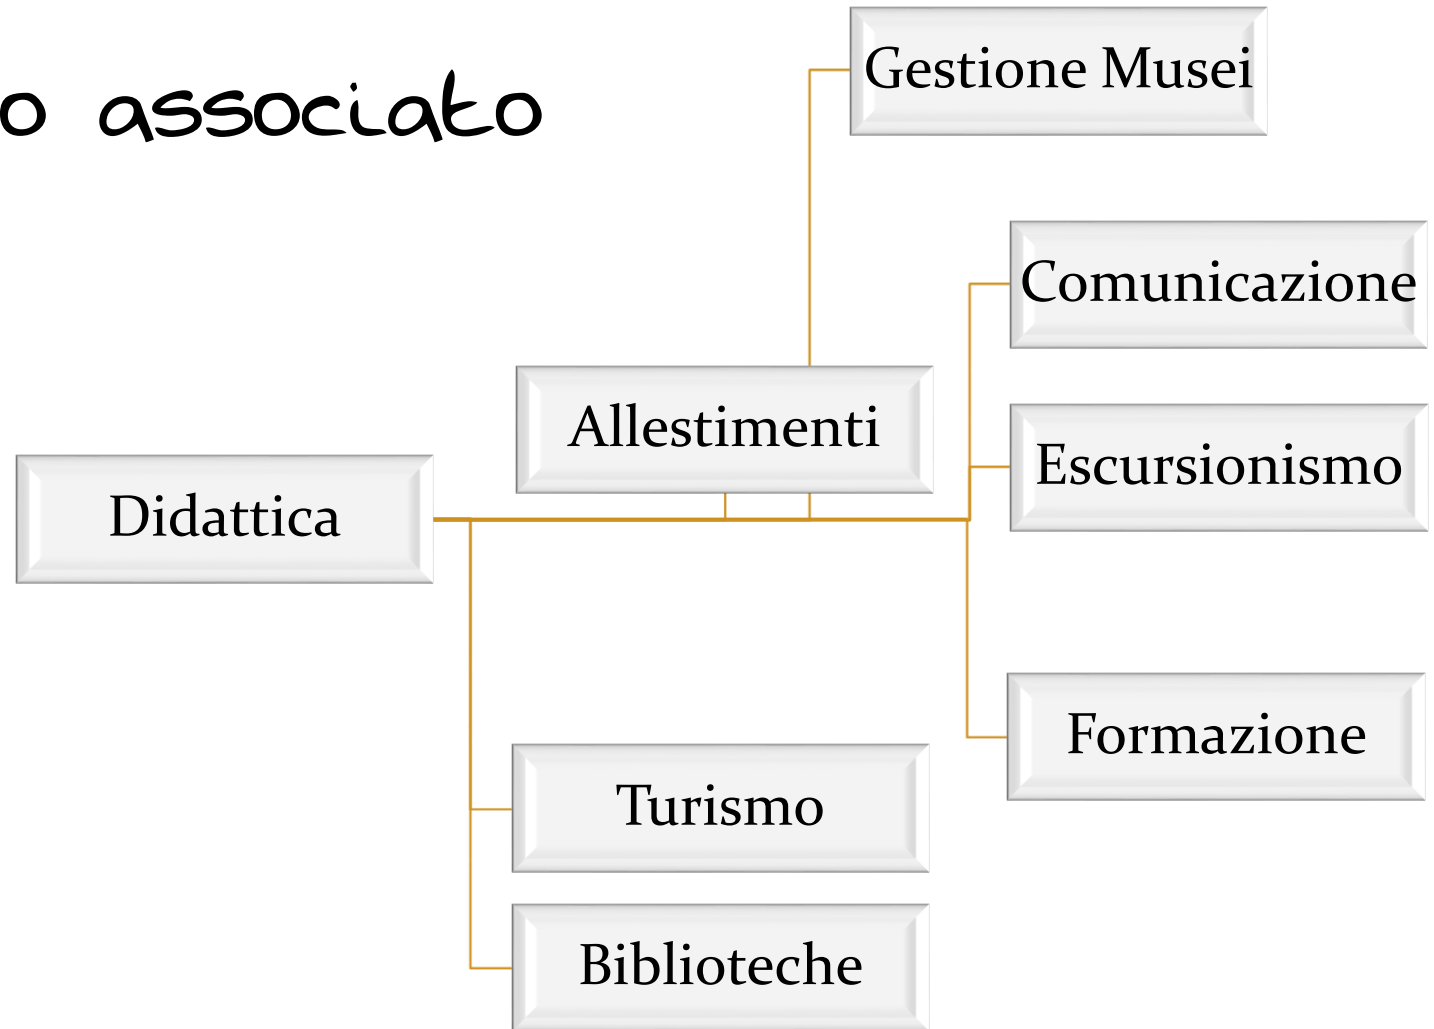 o associato
Gestione Musei
Comunicazione
Allestimenti
Escursionismo
Didattica
Formazione
Turismo
Biblioteche